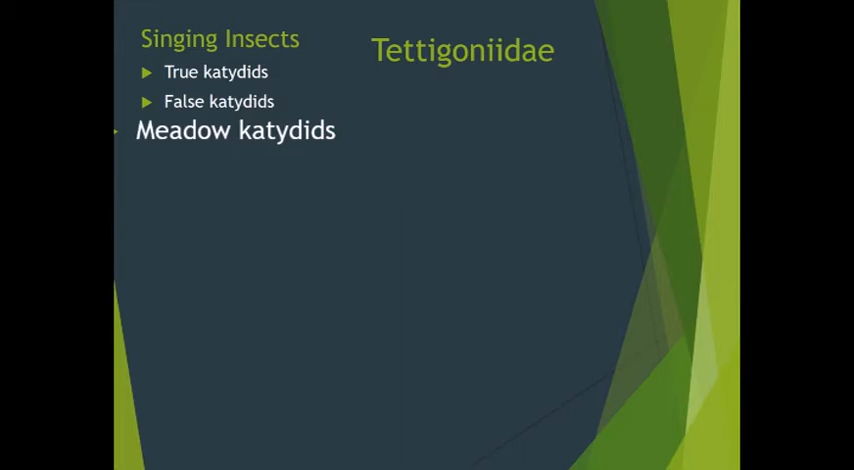 Singing Insects
Tettigoniidae
True katydids
False katydids
Meadow katydids